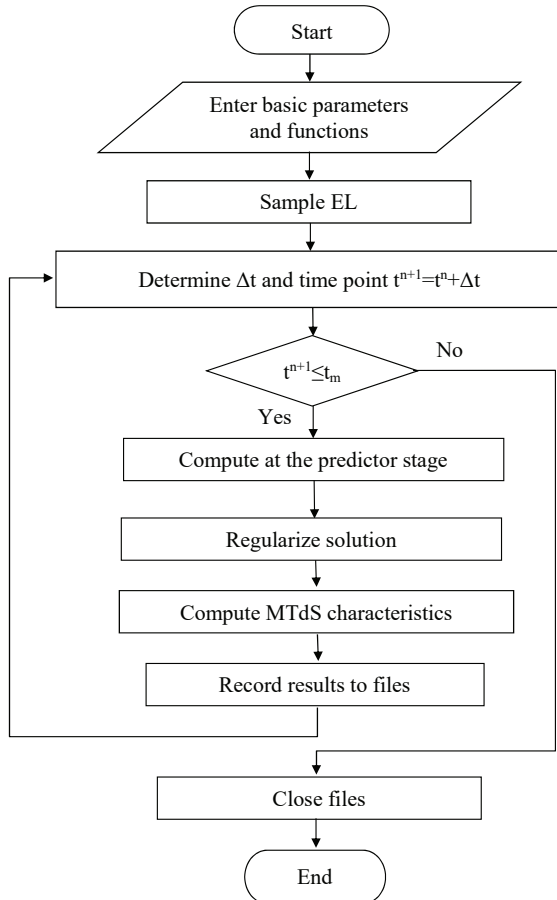 Start
Enter basic parameters
and functions
Sample EL
Determine Δt and time point tⁿ⁺¹=tⁿ+Δt
No
tⁿ⁺¹≤tₘ
Yes
Compute at the predictor stage
Regularize solution
Compute MTdS characteristics
Record results to files
Close files
End